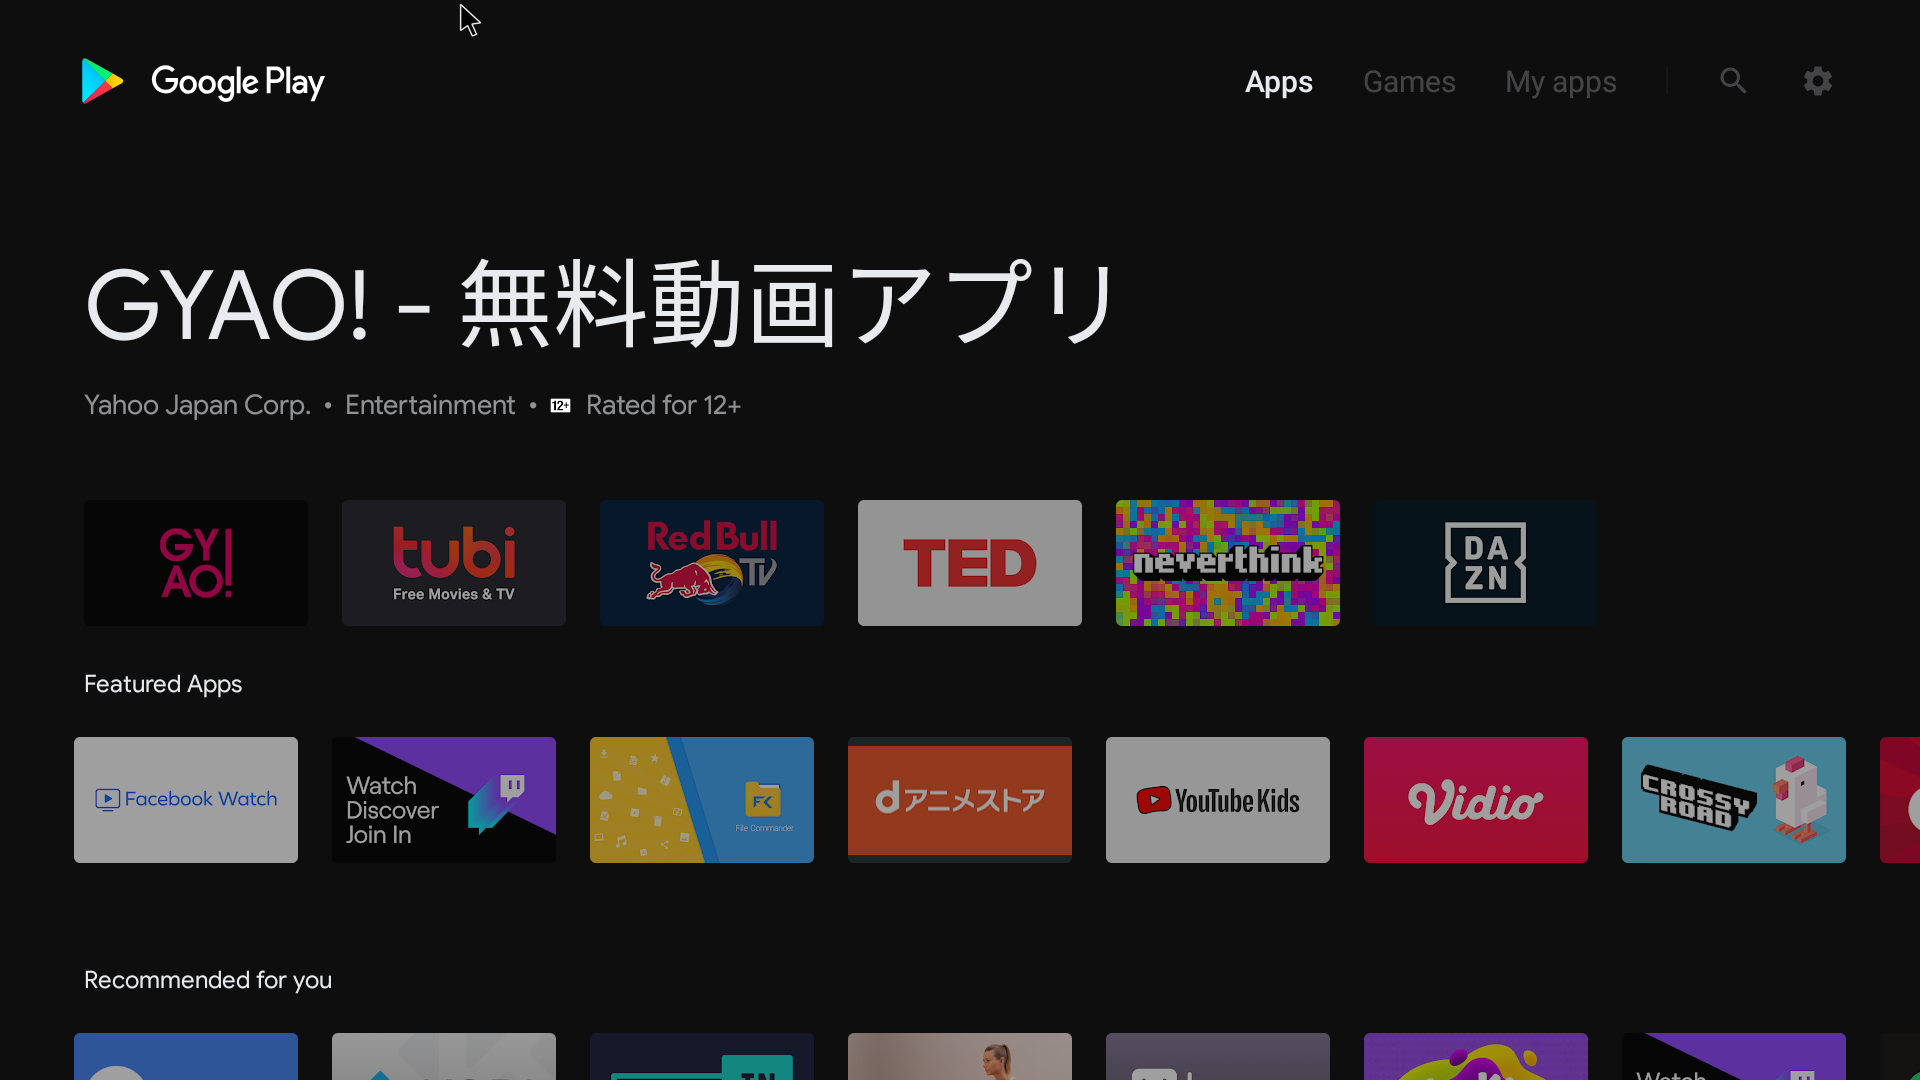 Google Play
Apps
Games
My apps
GYAO! - 無料動画アプリ
Yahoo Japan Corp. • Entertainment • 12+ Rated for 12+
GY
AO!
tubi
Free Movies & TV
Red Bull
TV
TED
neverthink
DA
ZN
Featured Apps
Facebook Watch
Watch
Discover
Join In
FK
File Commander
dアニメストア
YouTube Kids
Vidio
CROSSY
ROAD
Recommended for you
Watch